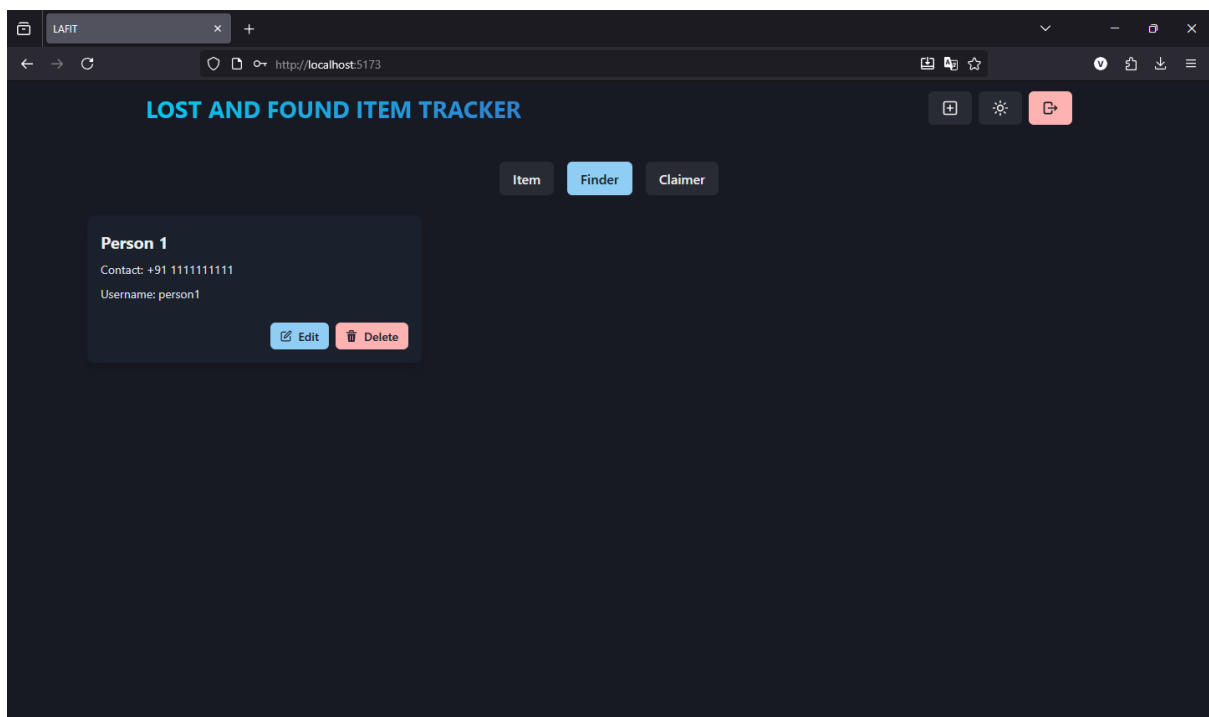 LAFIT
http://localhost:5173
LOST AND FOUND ITEM TRACKER
Item Finder Claimer
Person 1
Contact: +91 1111111111
Username: person1
Edit Delete